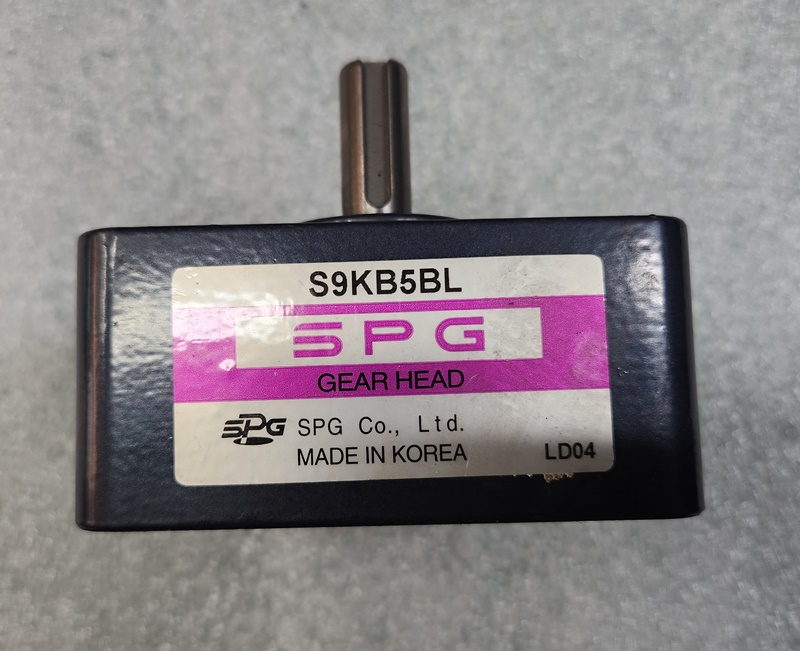 S9KB5BL
SPG
GEAR HEAD
SPG SPG Co., Ltd.
MADE IN KOREA LD04